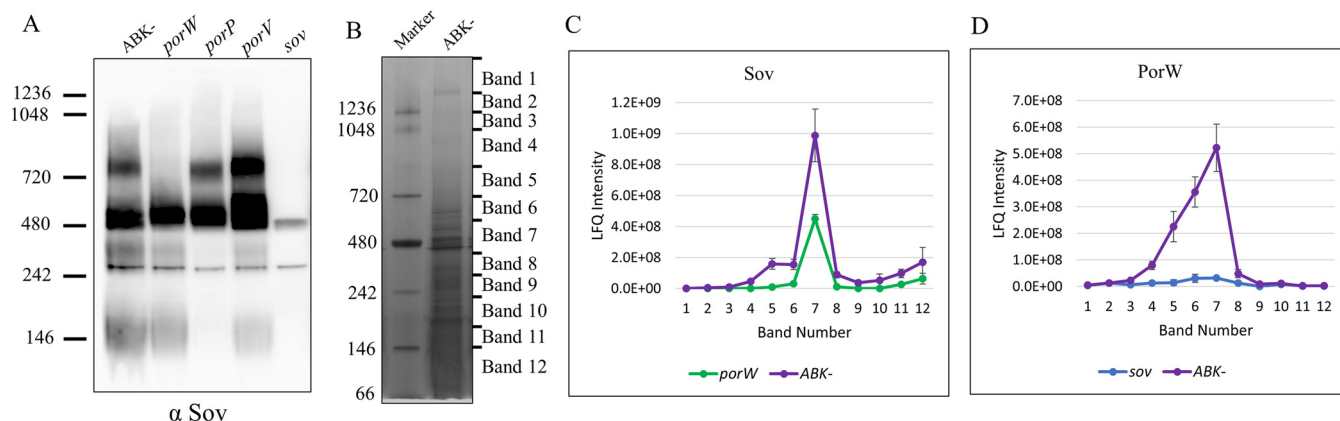 A
ABK- porW porP porV sov
1236
1048
720
480
242
146
α Sov
B
Marker ABK-
1236
1048
720
480
242
146
66
Band 1
Band 2
Band 3
Band 4
Band 5
Band 6
Band 7
Band 8
Band 9
Band 10
Band 11
Band 12
C
Sov
LFQ Intensity
1.2E+09
1.0E+09
8.0E+08
6.0E+08
4.0E+08
2.0E+08
0.0E+00
1 2 3 4 5 6 7 8 9 10 11 12
Band Number
porW ABK-
D
PorW
LFQ Intensity
7.0E+08
6.0E+08
5.0E+08
4.0E+08
3.0E+08
2.0E+08
1.0E+08
0.0E+00
1 2 3 4 5 6 7 8 9 10 11 12
Band Number
sov ABK-